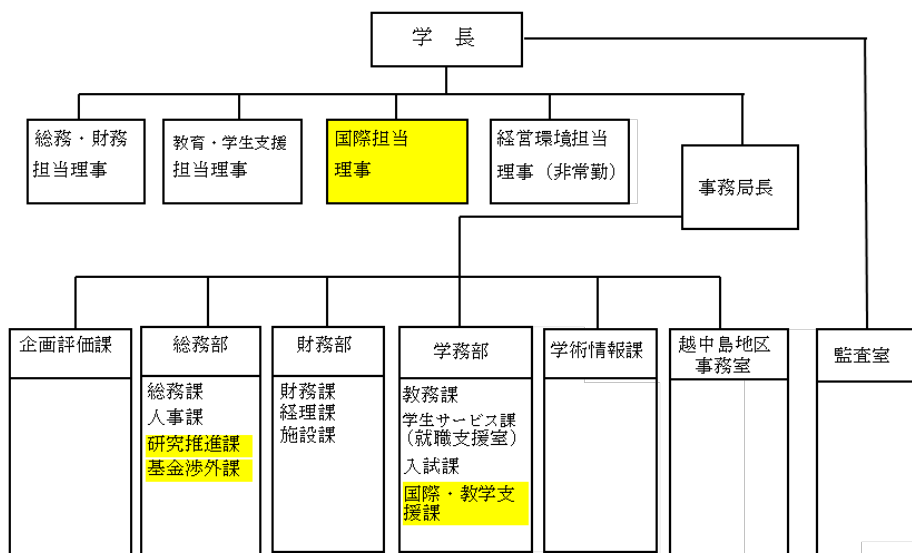 学　長
総務・財務
担当理事
教育・学生支援
担当理事
国際担当
理事
経営環境担当
理事（非常勤）
事務局長
企画評価課
総務部
総務課
人事課
研究推進課
基金渉外課
財務部
財務課
経理課
施設課
学務部
教務課
学生サービス課
（就職支援室）
入試課
国際・教学支
援課
学術情報課
越中島地区
事務室
監査室